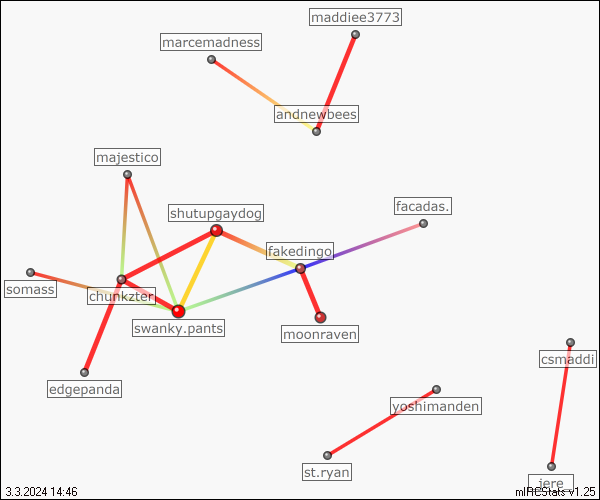 maddiee3773
marcemadness
andnewbees
majestico
shutupgaydog
facadas.
fakedingo
somass
chunkzter
swanky.pants
moonraven
csmaddi
edgepanda
yoshimanden
st.ryan
jere_
3.3.2024 14:46
mIRCStats v1.25